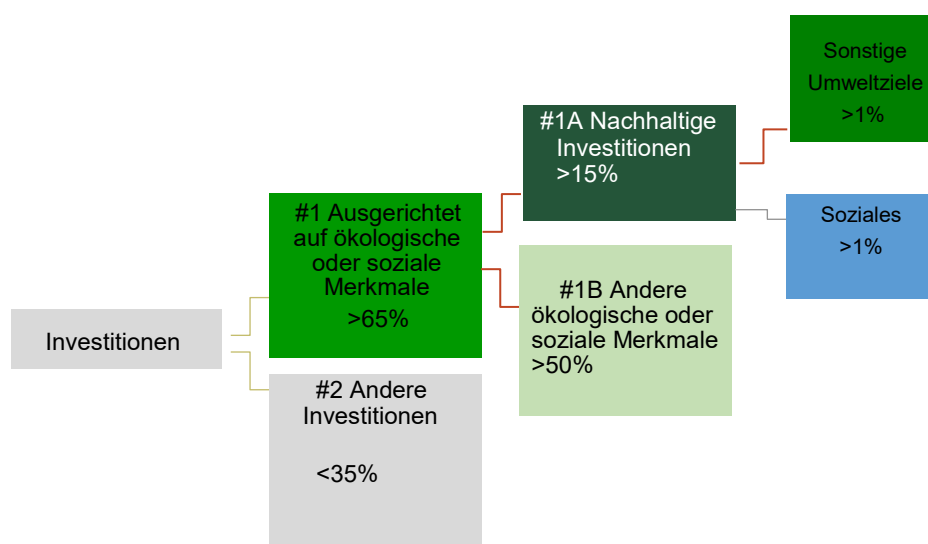 Investitionen
#1 Ausgerichtet
auf ökologische
oder soziale
Merkmale
>65%
#2 Andere
Investitionen
<35%
#1A Nachhaltige
Investitionen
>15%
#1B Andere
ökologische oder
soziale Merkmale
>50%
Sonstige
Umweltziele
>1%
Soziales
>1%